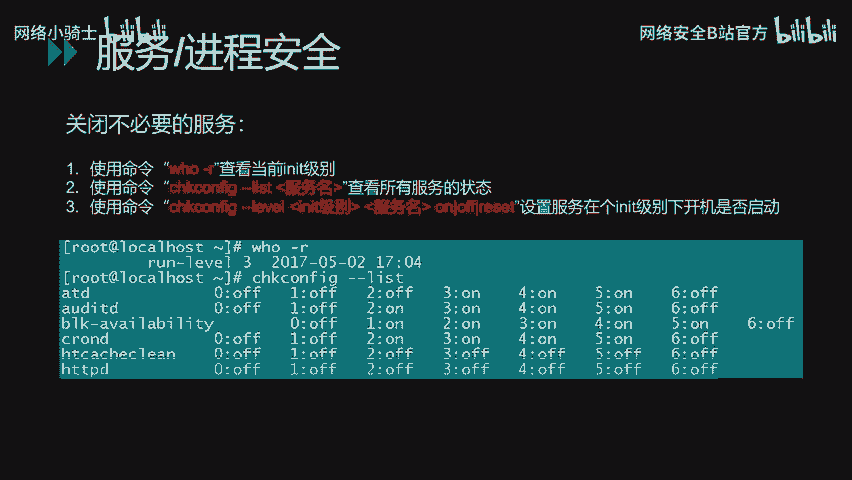 网络小骑士 bilibili
网络安全B站官方 bilibili
服务/进程安全
关闭不必要的服务：
1. 使用命令“who -r”查看当前init级别
2. 使用命令“chkconfig --list <服务名>”查看所有服务的状态
3. 使用命令“chkconfig --level <init级别> <服务名> on|off|reset”设置服务在个init级别下开机是否启动
[root@localhost ~]# who -r
run-level 3 2017-05-02 17:04
[root@localhost ~]# chkconfig --list
atd 0:off 1:off 2:off 3:on 4:on 5:on 6:off
auditd 0:off 1:off 2:on 3:on 4:on 5:on 6:off
blk-availability 0:off 1:on 2:on 3:on 4:on 5:on 6:off
crond 0:off 1:off 2:on 3:on 4:on 5:on 6:off
htcacheclean 0:off 1:off 2:off 3:off 4:off 5:off 6:off
httpd 0:off 1:off 2:off 3:off 4:off 5:off 6:off